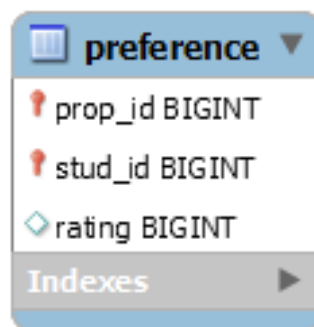 preference
prop_id BIGINT
stud_id BIGINT
rating BIGINT
Indexes